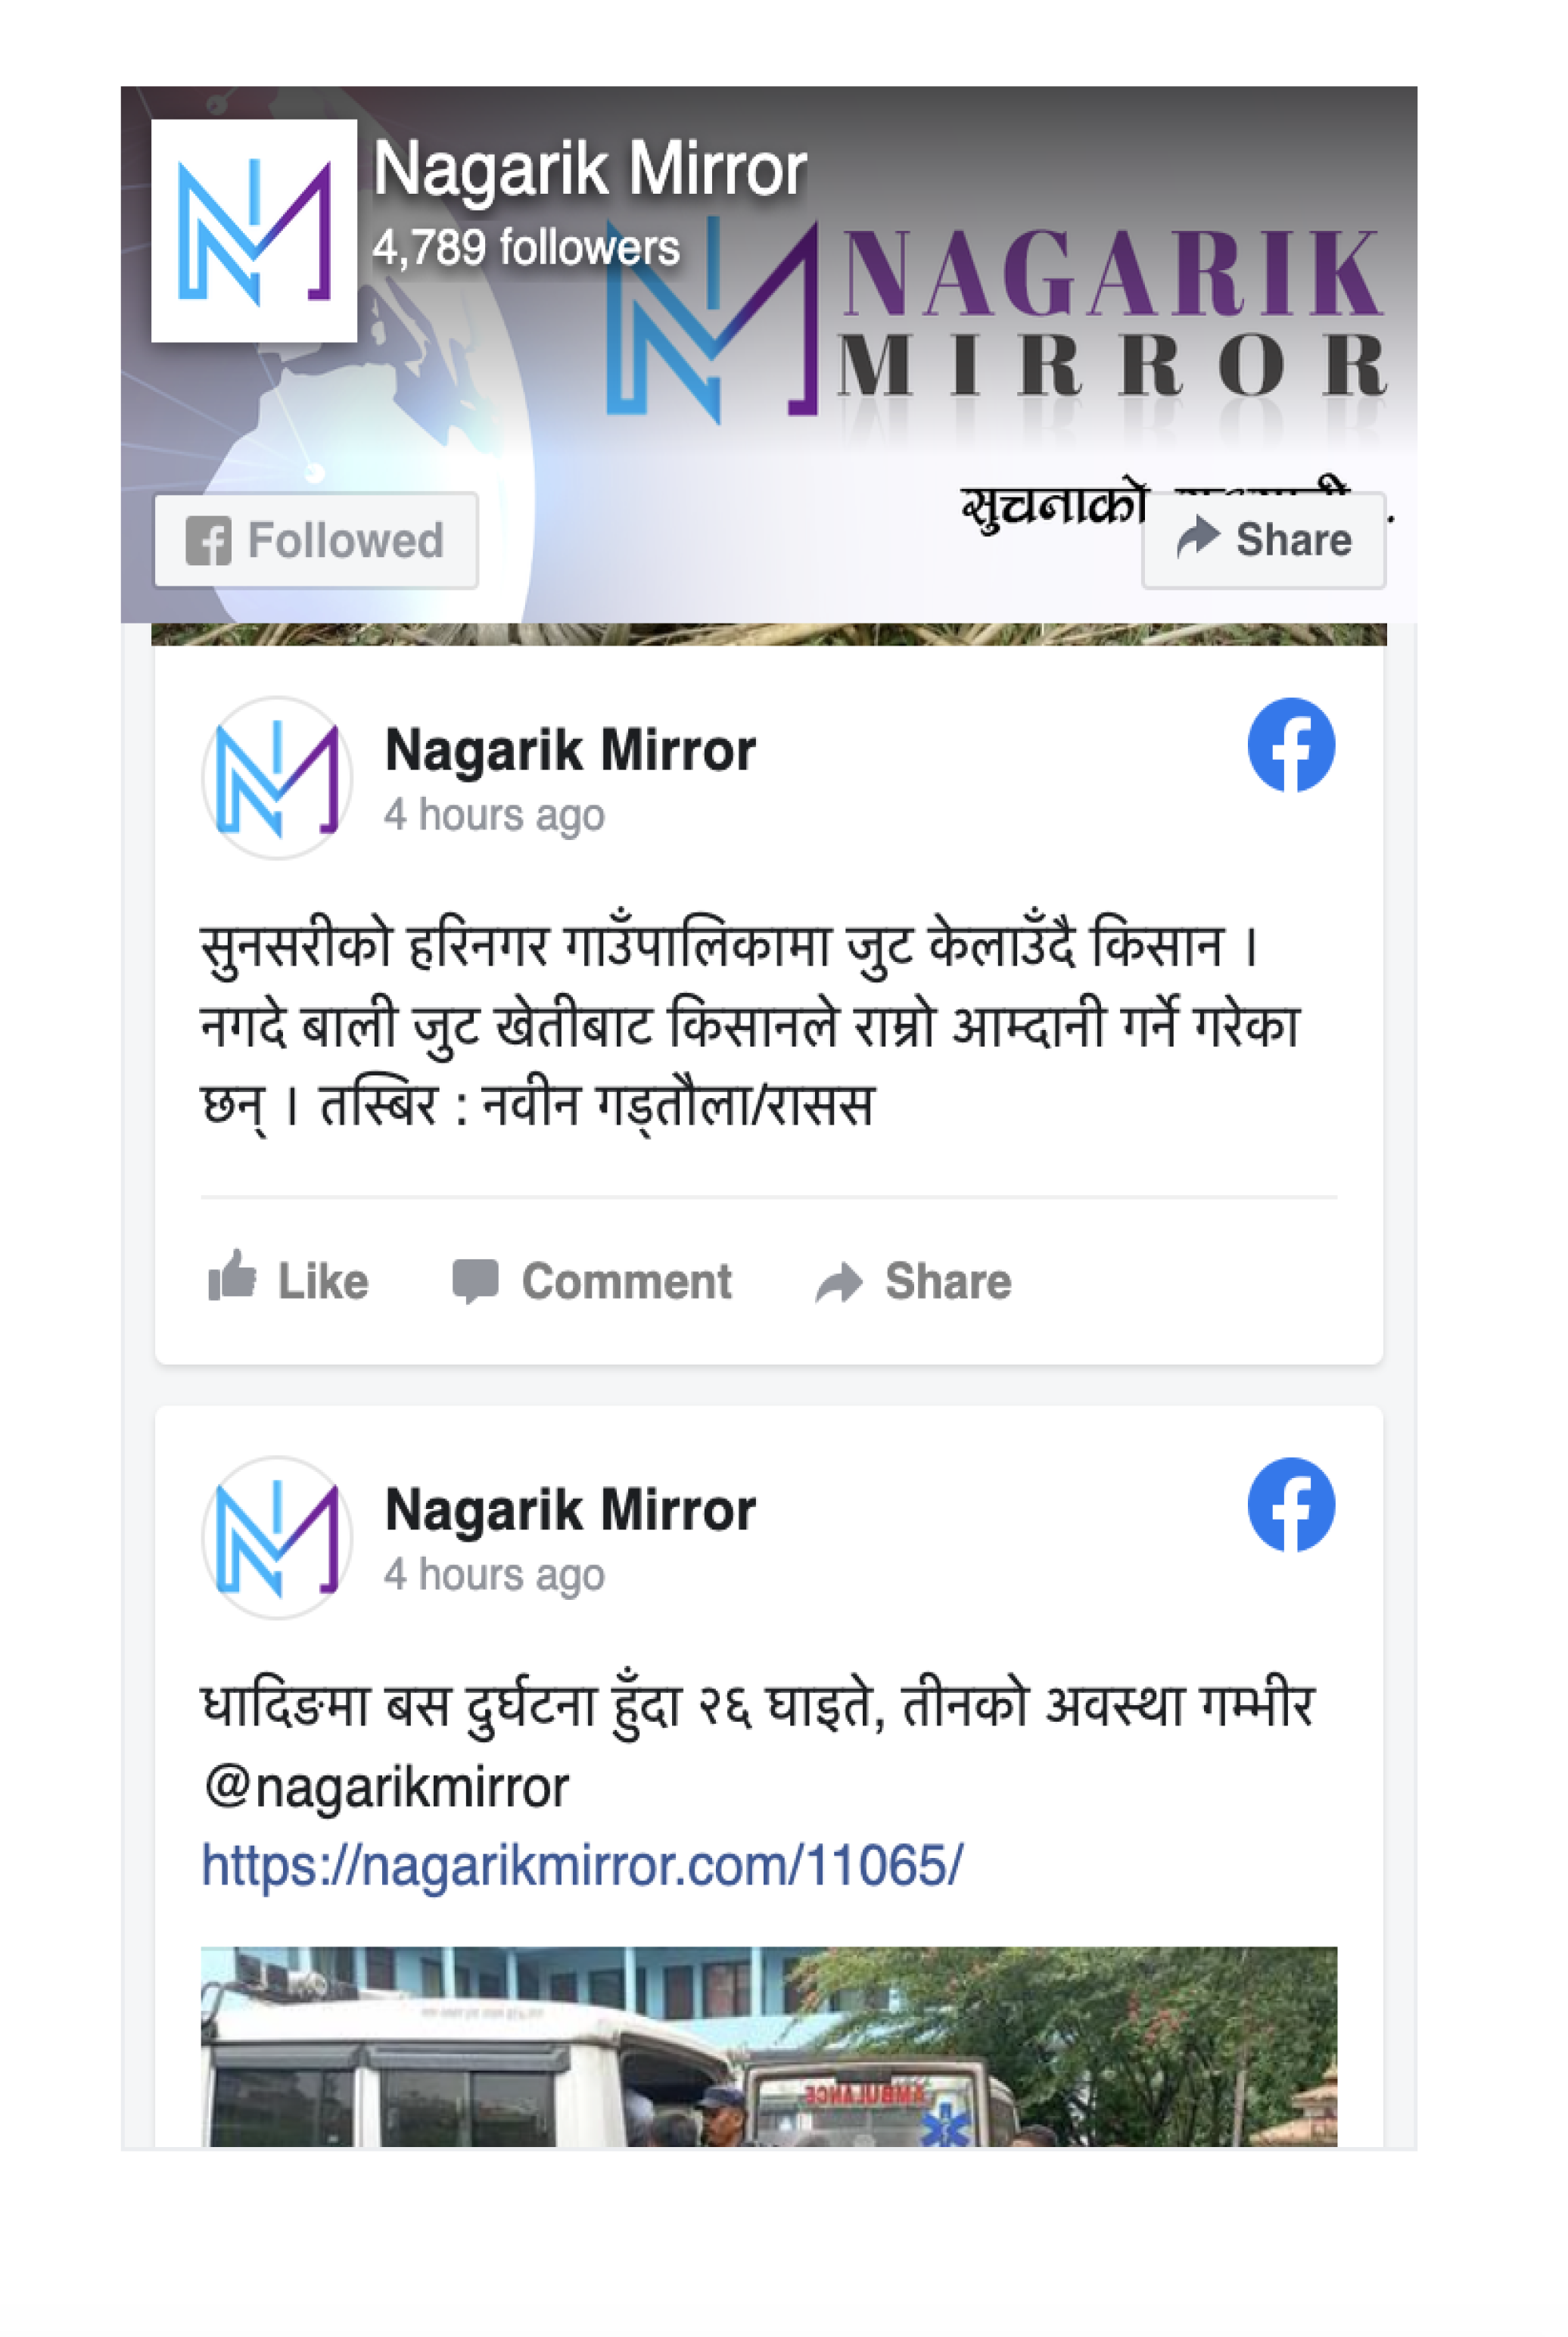 Nagarik Mirror
4,789 followers
NAGARIK
MIRROR
सुचनाको
Followed
Share
Nagarik Mirror
4 hours ago
सुनसरीको हरिनगर गाउँपालिकामा जुट केलाउँदै किसान ।
नगदे बाली जुट खेतीबाट किसानले राम्रो आम्दानी गर्ने गरेका
छन् । तस्बिर : नवीन गड्तौला/रासस
Like Comment Share
Nagarik Mirror
4 hours ago
धादिङमा बस दुर्घटना हुँदा २६ घाइते, तीनको अवस्था गम्भीर
@nagarikmirror
https://nagarikmirror.com/11065/
AMBULANCE